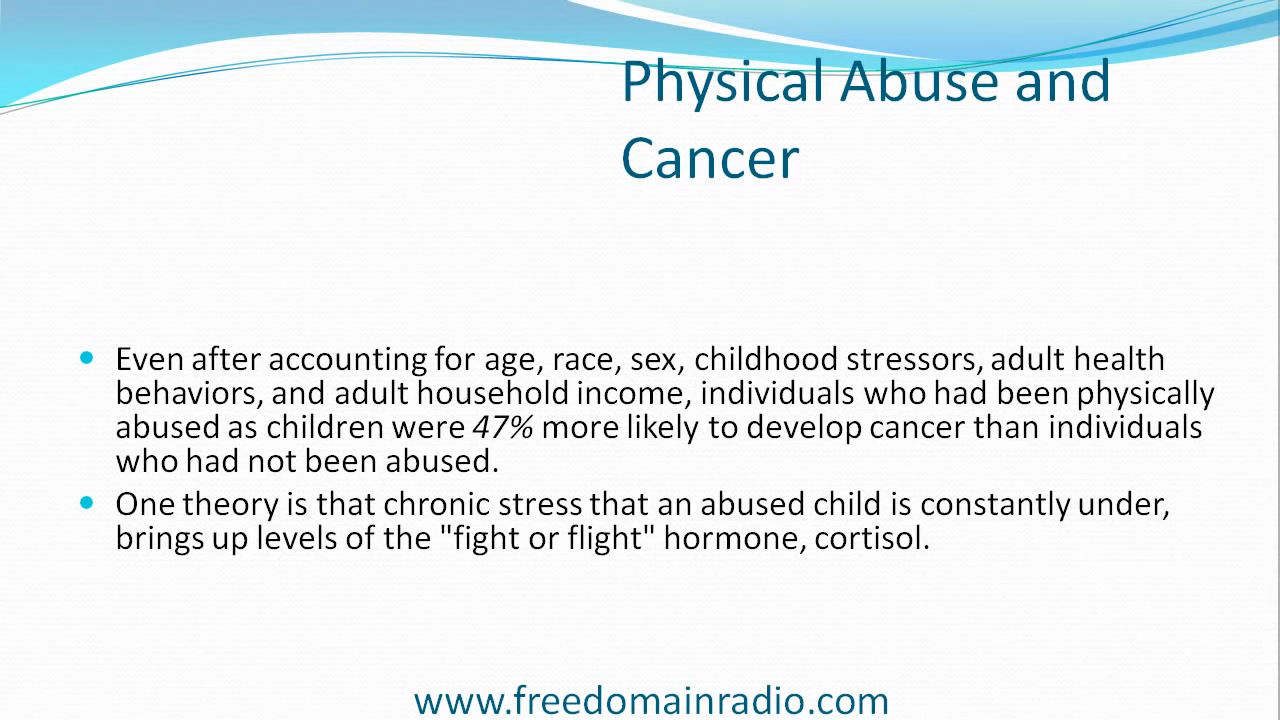 Physical Abuse and
Cancer
• Even after accounting for age, race, sex, childhood stressors, adult health
behaviors, and adult household income, individuals who had been physically
abused as children were 47% more likely to develop cancer than individuals
who had not been abused.
• One theory is that chronic stress that an abused child is constantly under,
brings up levels of the "fight or flight" hormone, cortisol.
www.freedomainradio.com